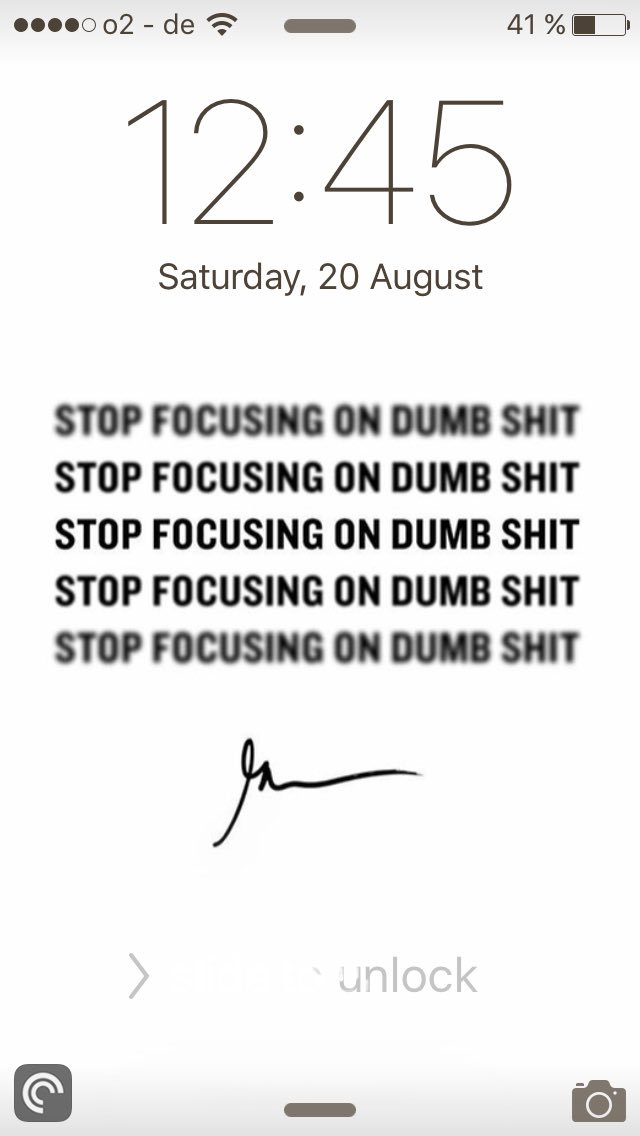 o2 - de 41 %
12:45
Saturday, 20 August
STOP FOCUSING ON DUMB SHIT
STOP FOCUSING ON DUMB SHIT
STOP FOCUSING ON DUMB SHIT
STOP FOCUSING ON DUMB SHIT
STOP FOCUSING ON DUMB SHIT
slide to unlock